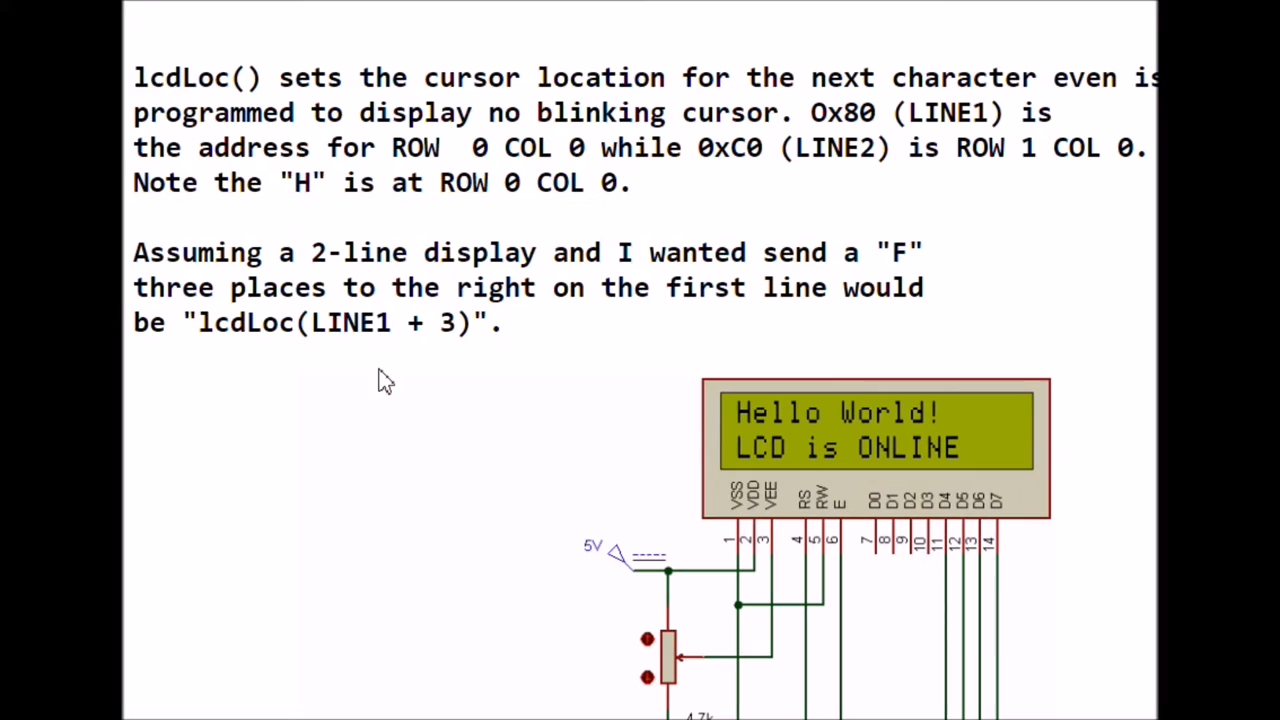 lcdLoc() sets the cursor location for the next character even is
programmed to display no blinking cursor. Ox80 (LINE1) is
the address for ROW  0 COL 0 while 0xC0 (LINE2) is ROW 1 COL 0.
Note the "H" is at ROW 0 COL 0.
Assuming a 2-line display and I wanted send a "F"
three places to the right on the first line would
be "lcdLoc(LINE1 + 3)".
Hello World!
LCD is ONLINE
VSS VDD VEE RS RW E D0 D1 D2 D3 D4 D5 D6 D7
1 2 3 4 5 6 7 8 9 10 11 12 13 14
5V
4.7k